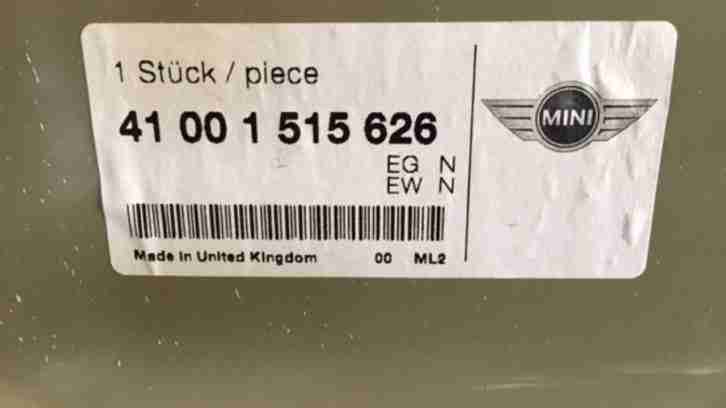 1 Stück / piece
41 00 1 515 626
EG N
EW N
Made in United Kingdom 00 ML2
MINI